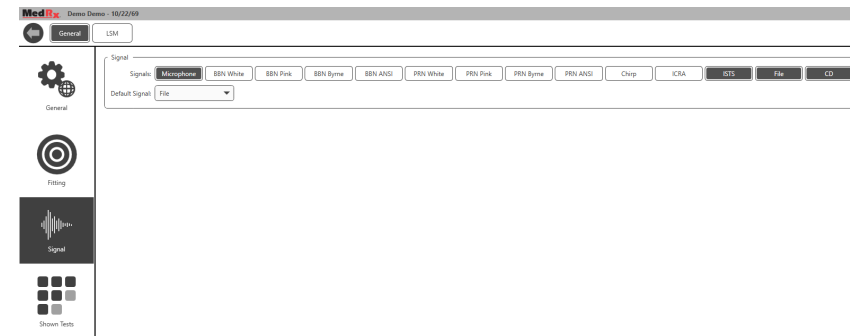 MedRx Demo Demo - 10/22/69
General LSM
Signal
Signals: Microphone BBN White BBN Pink BBN Byrne BBN ANSI PRN White PRN Pink PRN Byrne PRN ANSI Chirp ICRA ISTS File CD
Default Signal: File
General
Fitting
Signal
Shown Tests